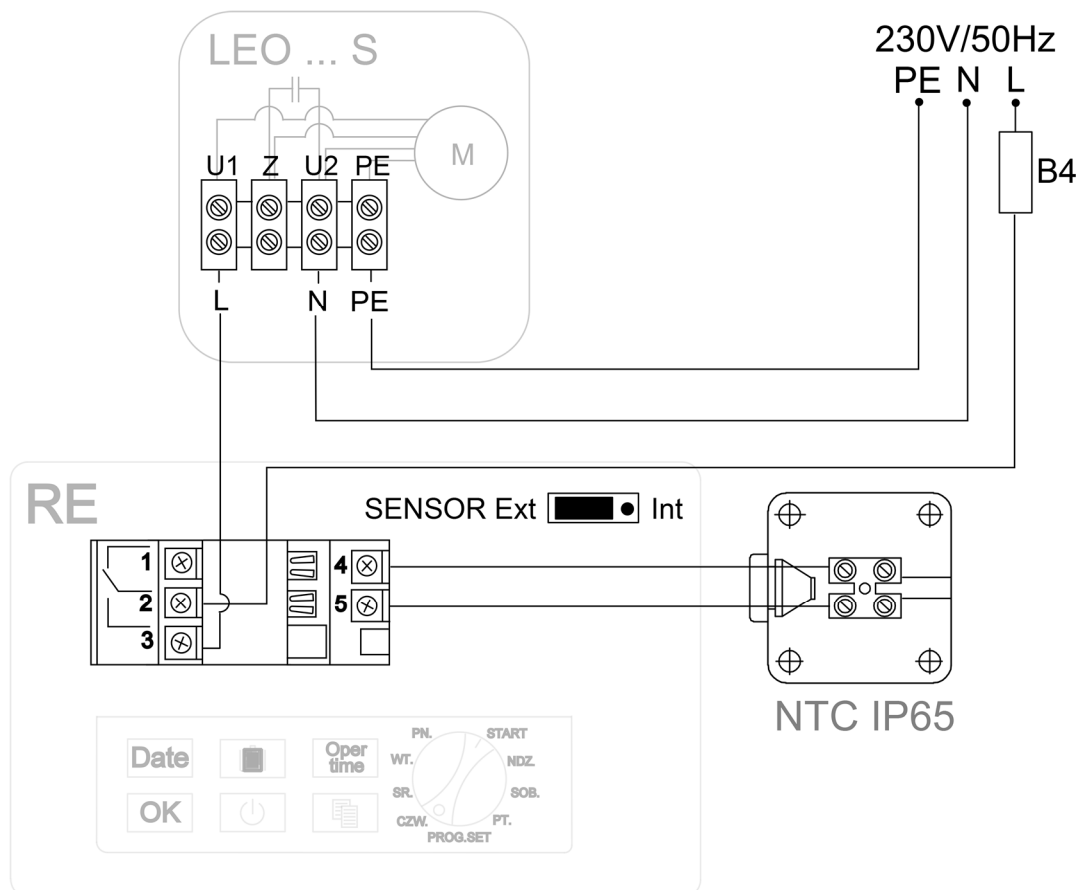 LEO ... S
230V/50Hz
PE N L
M
U1 Z U2 PE
B4
L N PE
RE
SENSOR Ext Int
1
2
3
4
5
NTC IP65
Date
Oper
time
OK
PN.
START
WT.
NDZ.
SR.
SOB.
CZW.
PT.
PROG.SET